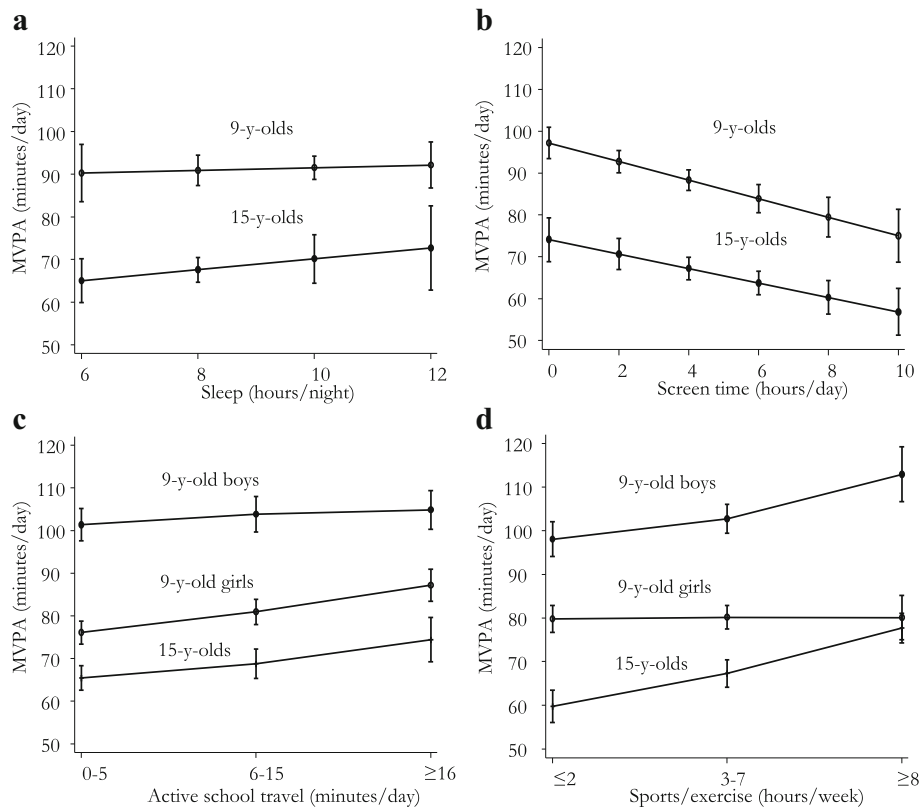 a
MVPA (minutes/day)
120
110
100
90
80
70
60
50
9-y-olds
15-y-olds
6 8 10 12
Sleep (hours/night)
b
MVPA (minutes/day)
120
110
100
90
80
70
60
50
9-y-olds
15-y-olds
0 2 4 6 8 10
Screen time (hours/day)
c
MVPA (minutes/day)
120
110
100
90
80
70
60
50
9-y-old boys
9-y-old girls
15-y-olds
0-5 6-15 ≥16
Active school travel (minutes/day)
d
MVPA (minutes/day)
120
110
100
90
80
70
60
50
9-y-old boys
9-y-old girls
15-y-olds
≤2 3-7 ≥8
Sports/exercise (hours/week)